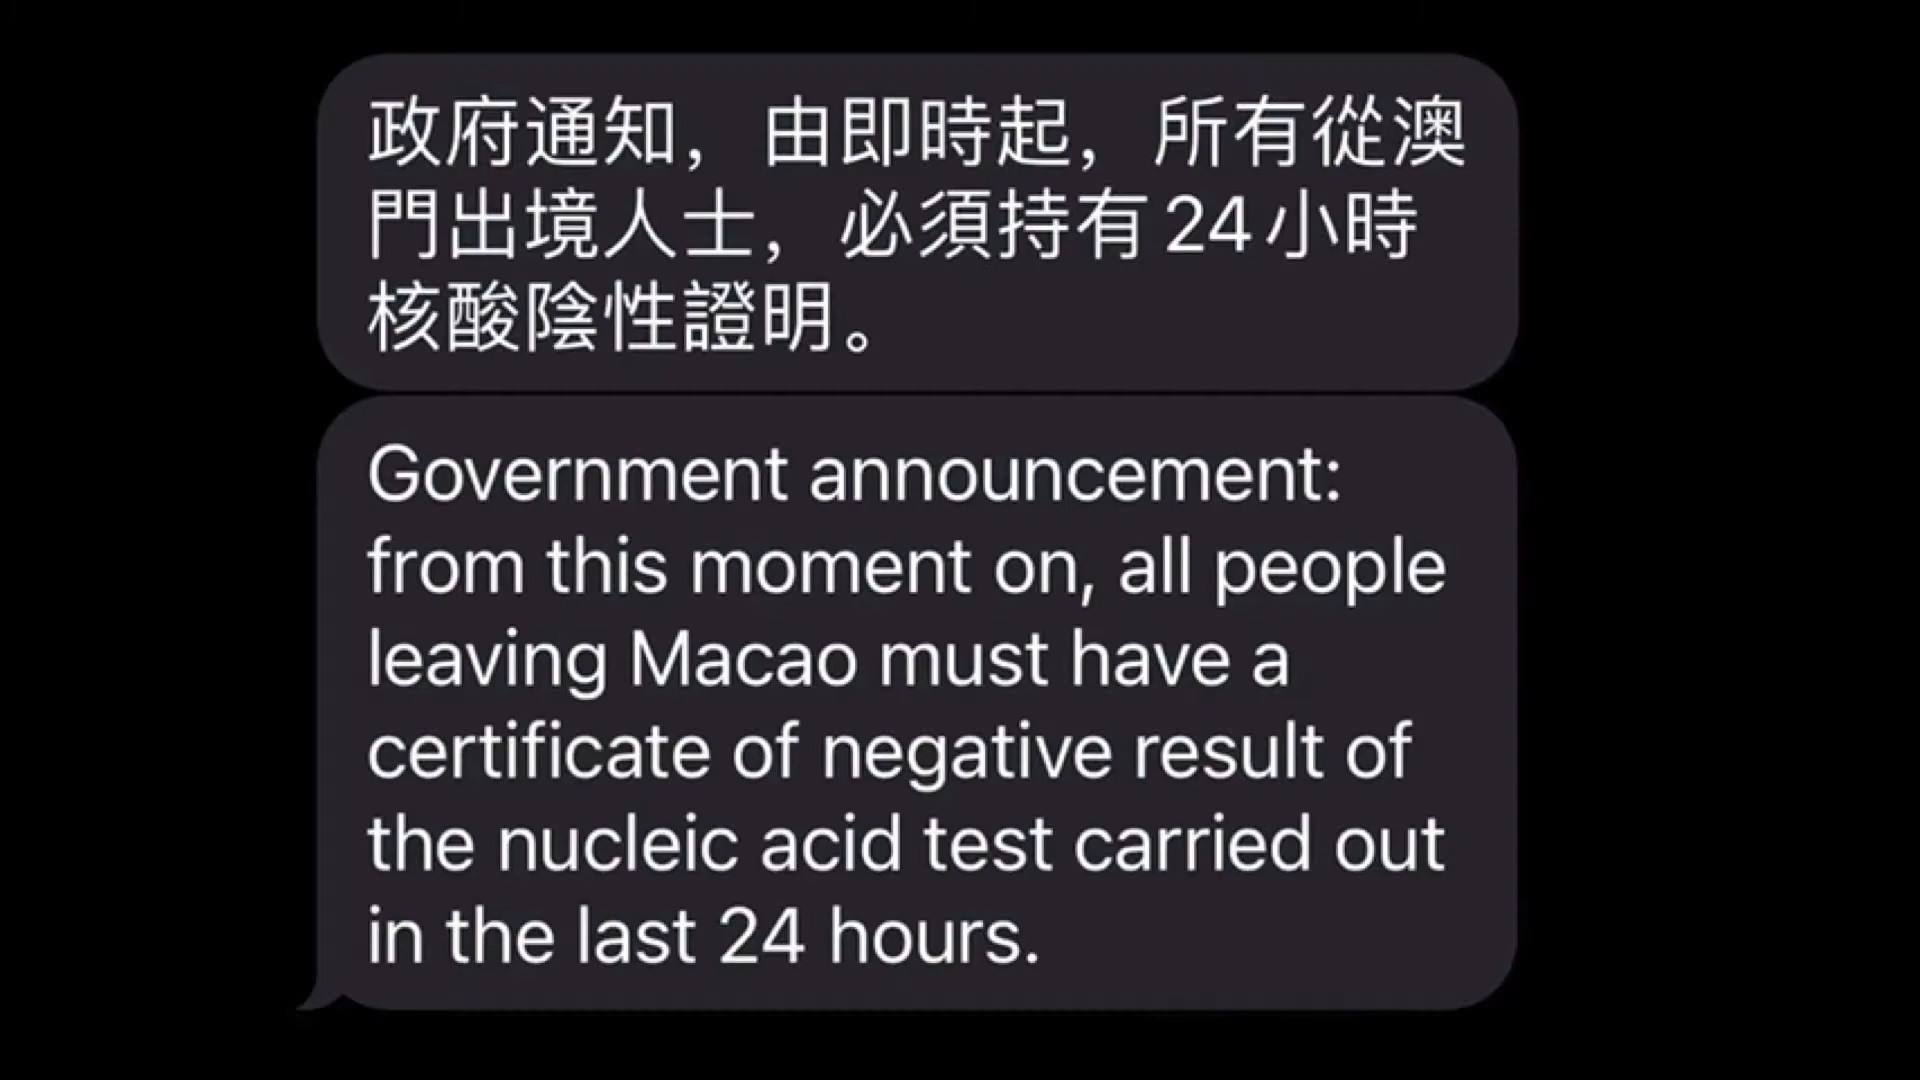 政府通知，由即時起，所有從澳
門出境人士，必須持有24小時
核酸陰性證明。
Government announcement:
from this moment on, all people
leaving Macao must have a
certificate of negative result of
the nucleic acid test carried out
in the last 24 hours.